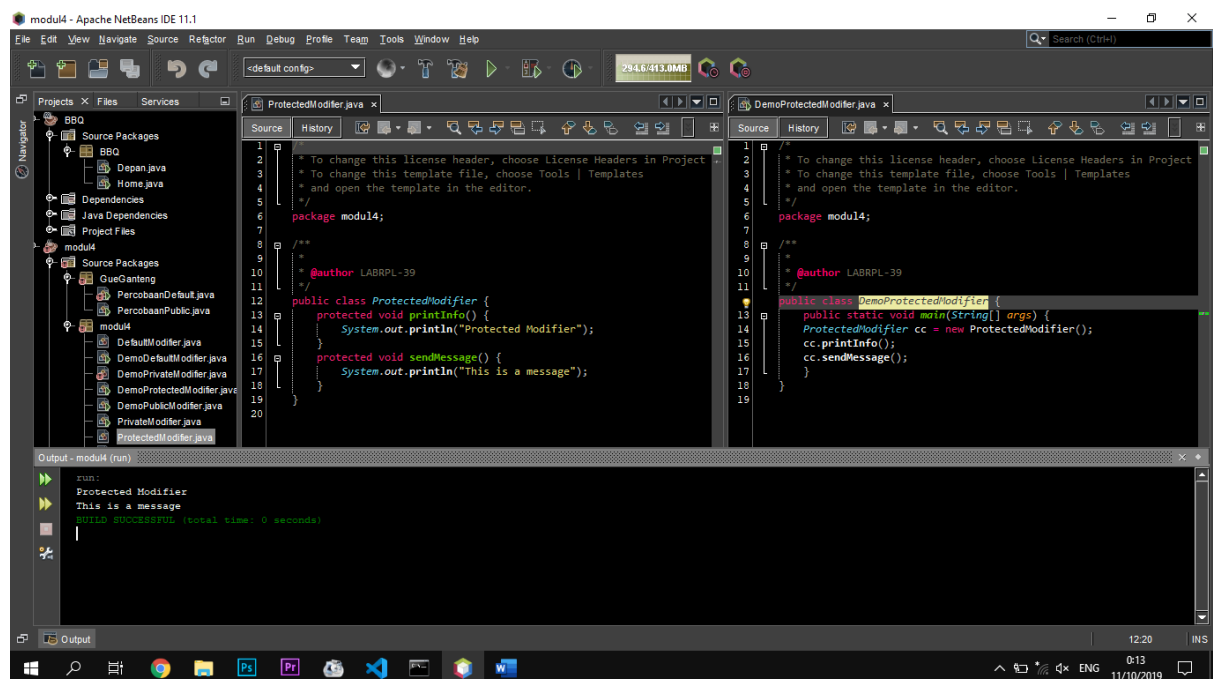 modul4 - Apache NetBeans IDE 11.1
File Edit View Navigate Source Refactor Run Debug Profile Team Tools Window Help
Search (Ctrl+I)
<default config>
294.6/413.0MB
Projects Files Services
Navigator
BBQ
Source Packages
BBQ
Depan.java
Home.java
Dependencies
Java Dependencies
Project Files
modul4
Source Packages
GueGanteng
PercobaanDefault.java
PercobaanPublic.java
modul4
DefaultModifier.java
DemoDefaultModifier.java
DemoPrivateModifier.java
DemoProtectedModifier.java
DemoPublicModifier.java
PrivateModifier.java
ProtectedModifier.java
ProtectedModifier.java
Source History
1 /*
2 * To change this license header, choose License Headers in Project
3 * To change this template file, choose Tools | Templates
4 * and open the template in the editor.
5 */
6 package modul4;
7
8 /**
9 *
10 * @author LABRPL-39
11 */
12 public class ProtectedModifier {
13 protected void printInfo() {
14 System.out.println("Protected Modifier");
15 }
16 protected void sendMessage() {
17 System.out.println("This is a message");
18 }
19 }
20
DemoProtectedModifier.java
Source History
1 /*
2 * To change this license header, choose License Headers in Project
3 * To change this template file, choose Tools | Templates
4 * and open the template in the editor.
5 */
6 package modul4;
7
8 /**
9 *
10 * @author LABRPL-39
11 */
public class DemoProtectedModifier {
13 public static void main(String[] args) {
14 ProtectedModifier cc = new ProtectedModifier();
15 cc.printInfo();
16 cc.sendMessage();
17 }
18 }
19
Output - modul4 (run)
run:
Protected Modifier
This is a message
BUILD SUCCESSFUL (total time: 0 seconds)
Output
12:20 INS
Ps Pr
ENG
0:13
11/10/2019